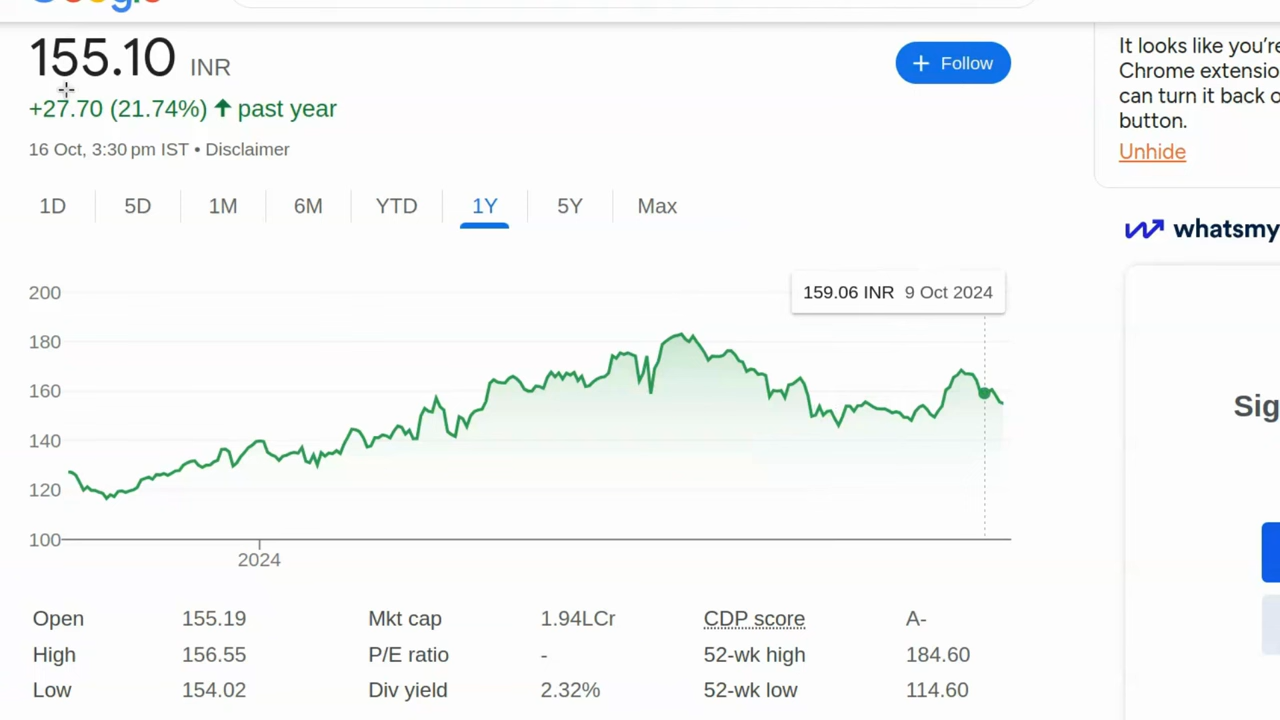 155.10 INR
+ Follow
+27.70 (21.74%) ↑ past year
16 Oct, 3:30 pm IST • Disclaimer
1D 5D 1M 6M YTD 1Y 5Y Max
159.06 INR 9 Oct 2024
200
180
160
140
120
100
2024
Open 155.19 Mkt cap 1.94LCr CDP score A-
High 156.55 P/E ratio - 52-wk high 184.60
Low 154.02 Div yield 2.32% 52-wk low 114.60
It looks like you're
Chrome extensio
can turn it back o
button.
Unhide
whatsmy
Sig